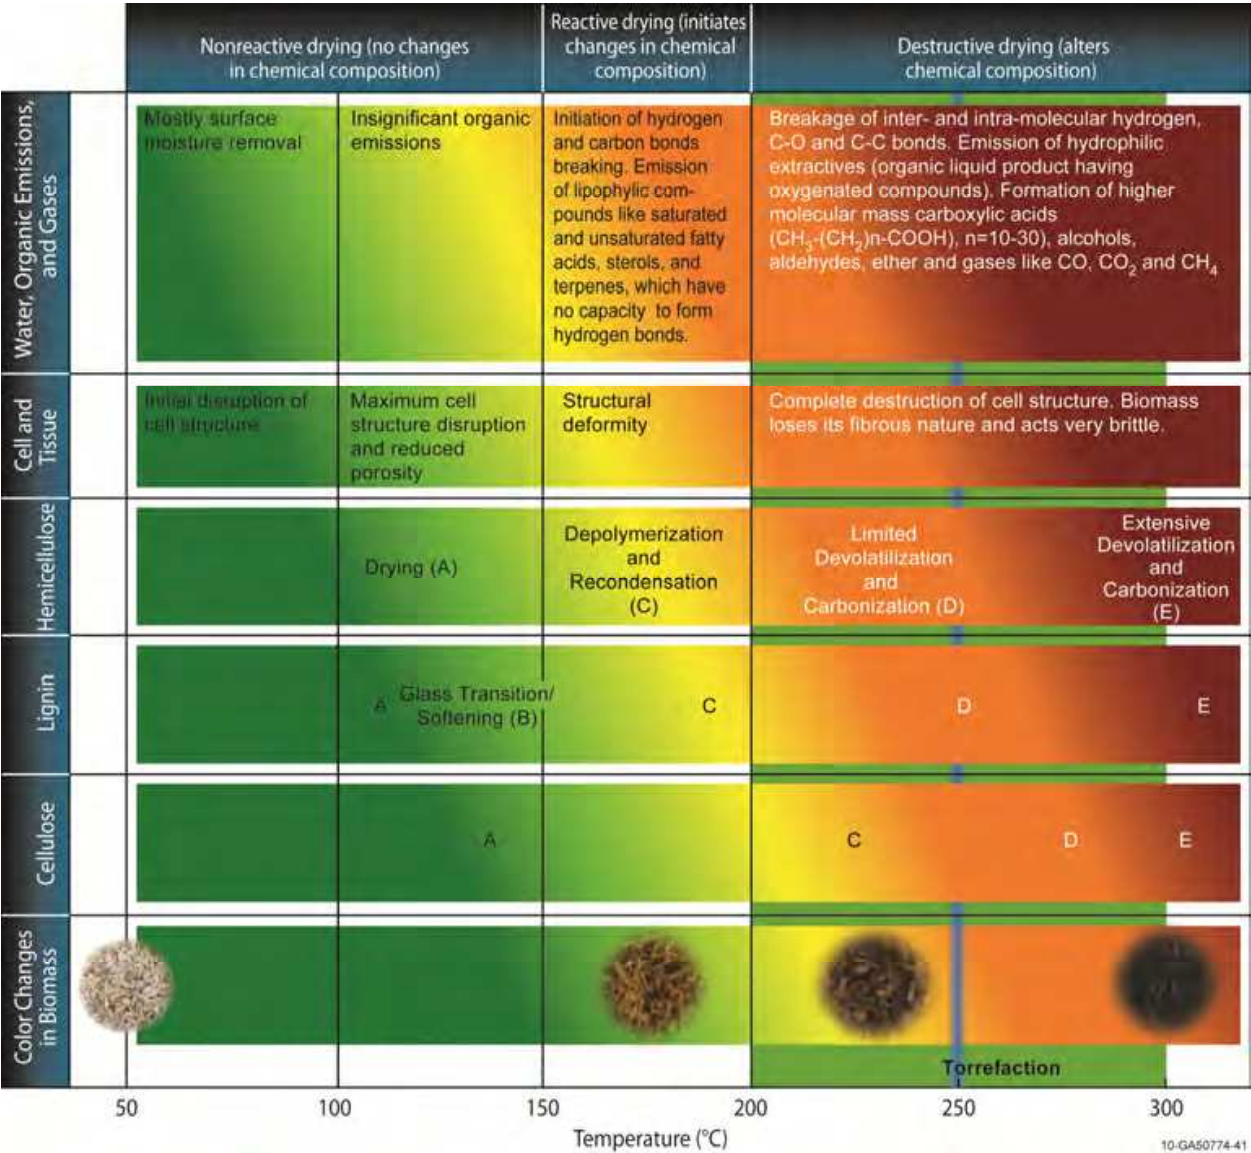 Nonreactive drying (no changes
in chemical composition)
Reactive drying (initiates
changes in chemical
composition)
Destructive drying (alters
chemical composition)
Water, Organic Emissions,
and Gases
Mostly surface
moisture removal
Insignificant organic
emissions
Initiation of hydrogen
and carbon bonds
breaking. Emission
of lipophylic com-
pounds like saturated
and unsaturated fatty
acids, sterols, and
terpenes, which have
no capacity to form
hydrogen bonds.
Breakage of inter- and intra-molecular hydrogen,
C-O and C-C bonds. Emission of hydrophilic
extractives (organic liquid product having
oxygenated compounds). Formation of higher
molecular mass carboxylic acids
(CH₃-(CH₂)n-COOH), n=10-30), alcohols,
aldehydes, ether and gases like CO, CO₂ and CH₄
Cell and
Tissue
Initial disruption of
cell structure
Maximum cell
structure disruption
and reduced
porosity
Structural
deformity
Complete destruction of cell structure. Biomass
loses its fibrous nature and acts very brittle.
Hemicellulose
Drying (A)
Depolymerization
and
Recondensation
(C)
Limited
Devolatilization
and
Carbonization (D)
Extensive
Devolatilization
and
Carbonization
(E)
Lignin
A
Glass Transition/
Softening (B)
C
D
E
Cellulose
A
C
D
E
Color Changes
in Biomass
Torrefaction
50
100
150
200
250
300
Temperature (°C)
10-GA50774-41